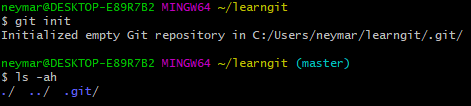 neymar@DESKTOP-E89R7B2 MINGW64 ~/learngit
$ git init
Initialized empty Git repository in C:/Users/neymar/learngit/.git/
neymar@DESKTOP-E89R7B2 MINGW64 ~/learngit (master)
$ ls -ah
./ ../ .git/